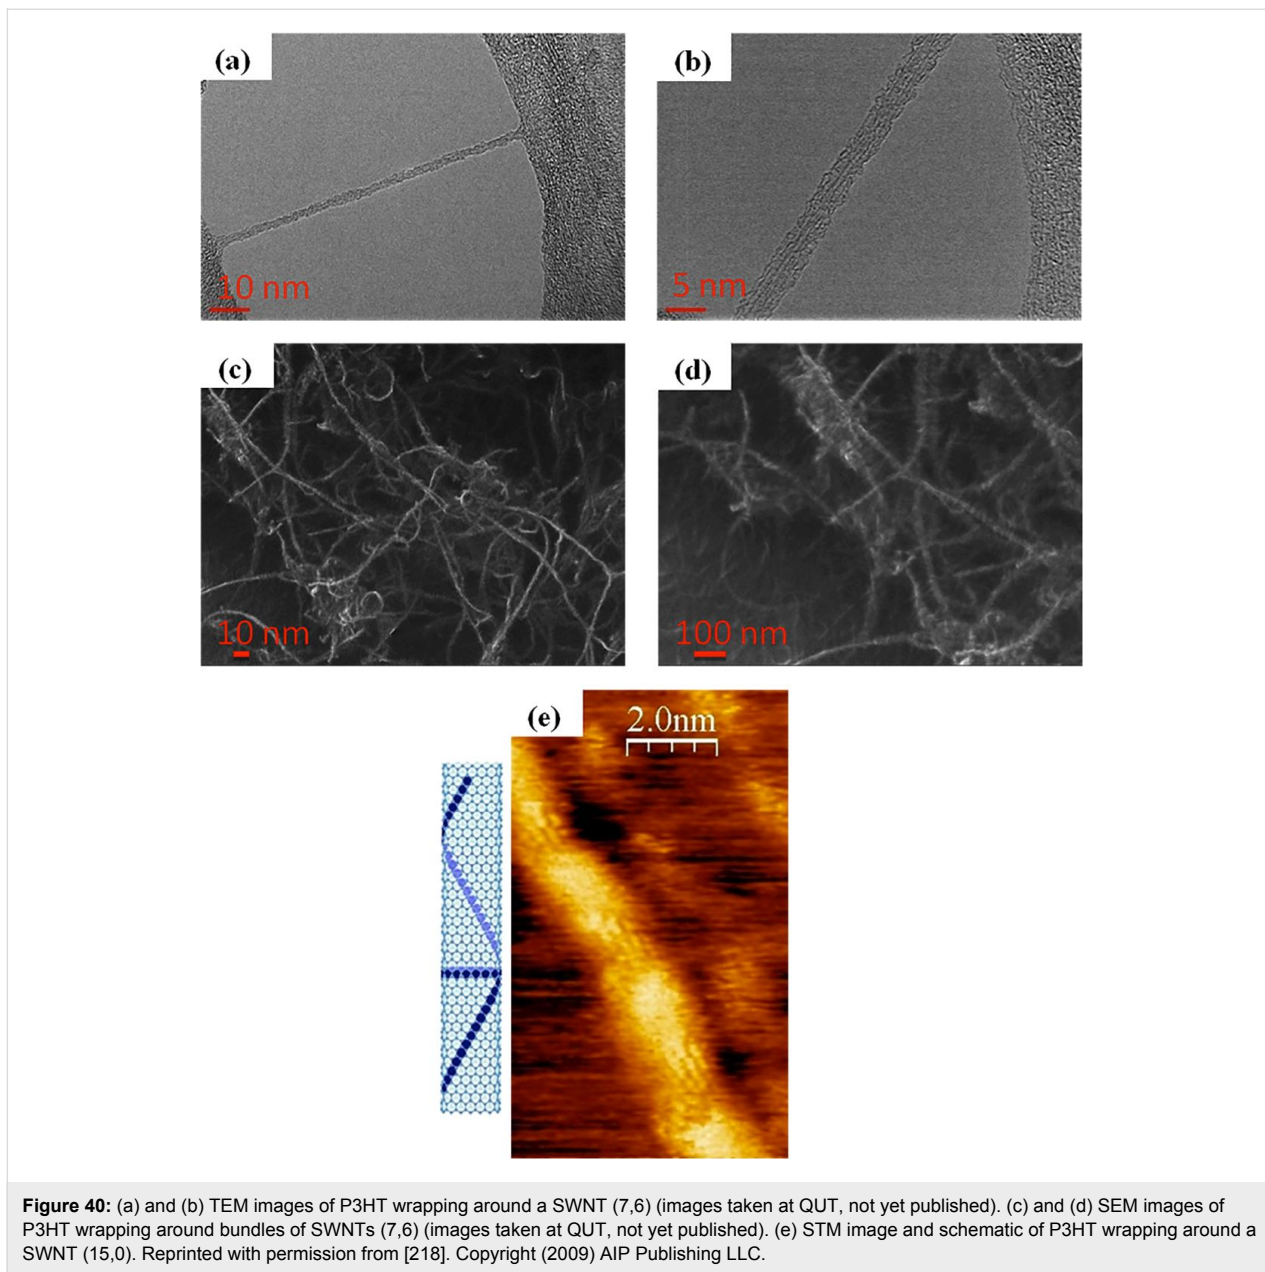 (a)
(b)
10 nm
5 nm
(c)
(d)
10 nm
100 nm
(e)
2.0nm
Figure 40: (a) and (b) TEM images of P3HT wrapping around a SWNT (7,6) (images taken at QUT, not yet published). (c) and (d) SEM images of
P3HT wrapping around bundles of SWNTs (7,6) (images taken at QUT, not yet published). (e) STM image and schematic of P3HT wrapping around a
SWNT (15,0). Reprinted with permission from [218]. Copyright (2009) AIP Publishing LLC.